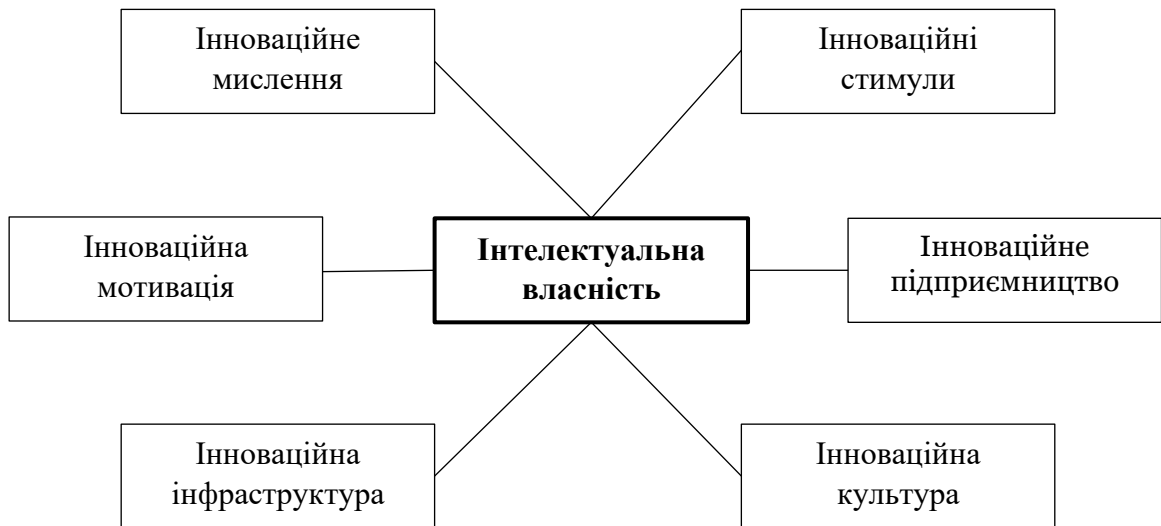 Інноваційне
мислення
Інноваційні
стимули
Інноваційна
мотивація
Інтелектуальна
власність
Інноваційне
підприємництво
Інноваційна
інфраструктура
Інноваційна
культура